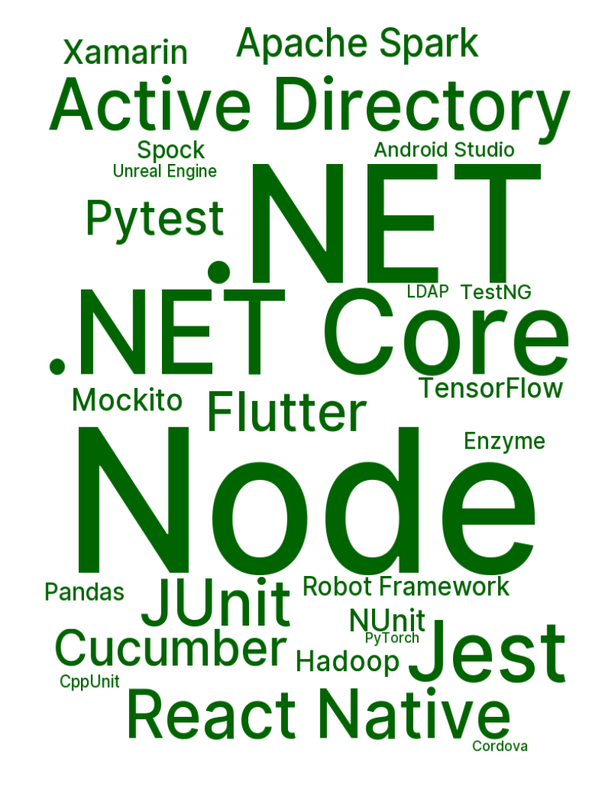 Xamarin
Apache Spark
Active Directory
Spock
Android Studio
Unreal Engine
.NET
Pytest
LDAP
TestNG
.NET Core
TensorFlow
Mockito
Flutter
Enzyme
Node
Pandas
JUnit
Robot Framework
NUnit
PyTorch
Cucumber
Hadoop
Jest
CppUnit
React Native
Cordova